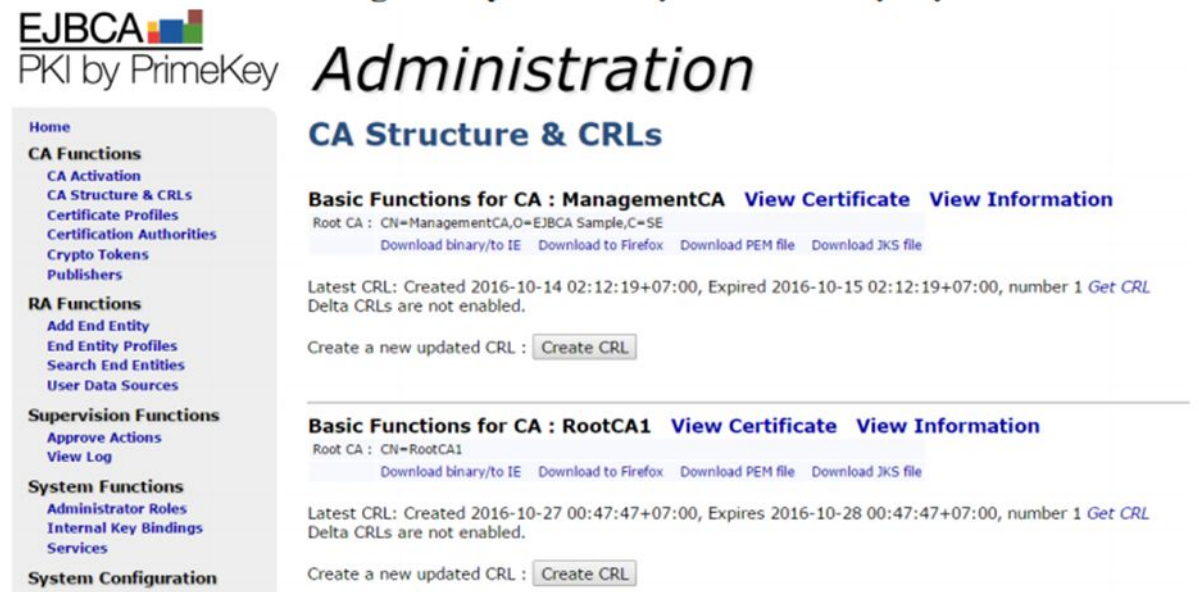 EJBCA
PKI by PrimeKey
Administration
Home
CA Functions
CA Activation
CA Structure & CRLs
Certificate Profiles
Certification Authorities
Crypto Tokens
Publishers
RA Functions
Add End Entity
End Entity Profiles
Search End Entities
User Data Sources
Supervision Functions
Approve Actions
View Log
System Functions
Administrator Roles
Internal Key Bindings
Services
System Configuration
CA Structure & CRLs
Basic Functions for CA : ManagementCA View Certificate View Information
Root CA : CN=ManagementCA,O=EJBCA Sample,C=SE
Download binary/to IE Download to Firefox Download PEM file Download JKS file
Latest CRL: Created 2016-10-14 02:12:19+07:00, Expired 2016-10-15 02:12:19+07:00, number 1 Get CRL
Delta CRLs are not enabled.
Create a new updated CRL : Create CRL
Basic Functions for CA : RootCA1 View Certificate View Information
Root CA : CN=RootCA1
Download binary/to IE Download to Firefox Download PEM file Download JKS file
Latest CRL: Created 2016-10-27 00:47:47+07:00, Expires 2016-10-28 00:47:47+07:00, number 1 Get CRL
Delta CRLs are not enabled.
Create a new updated CRL : Create CRL